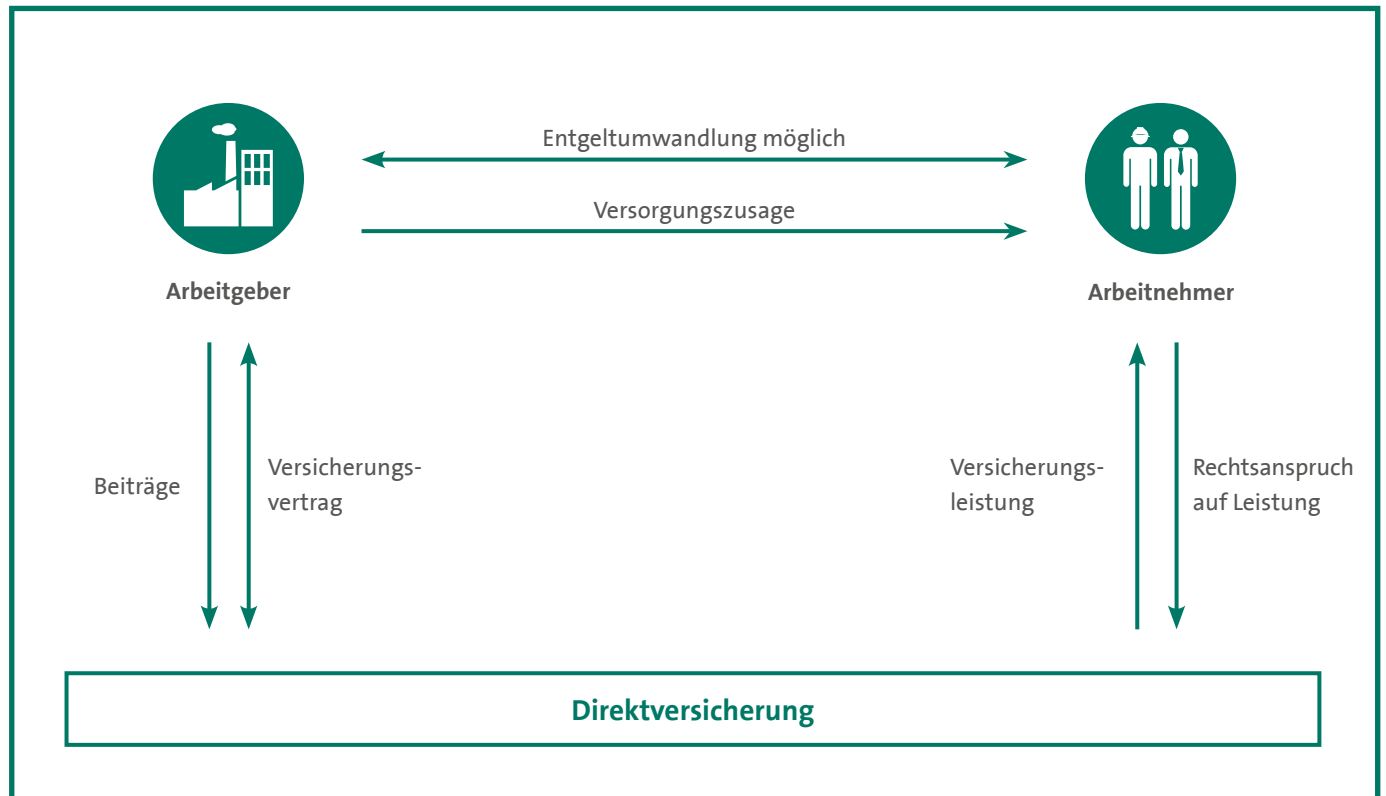 Entgeltumwandlung möglich
Versorgungszusage
Arbeitgeber
Arbeitnehmer
Beiträge
Versicherungs-
vertrag
Versicherungs-
leistung
Rechtsanspruch
auf Leistung
Direktversicherung